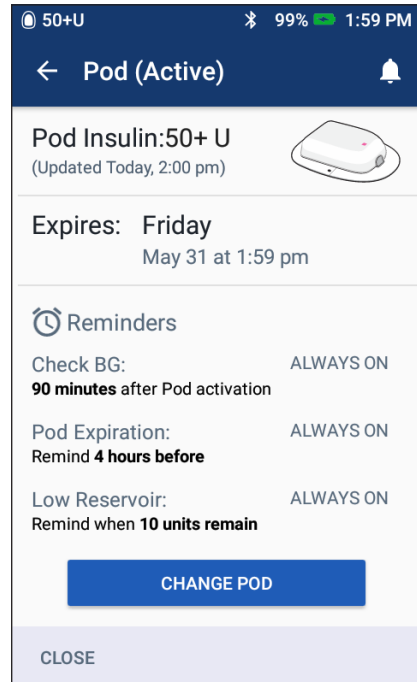 50+U 99% 1:59 PM
Pod (Active)
Pod Insulin:50+ U
(Updated Today, 2:00 pm)
Expires: Friday
May 31 at 1:59 pm
Reminders
Check BG: ALWAYS ON
90 minutes after Pod activation
Pod Expiration: ALWAYS ON
Remind 4 hours before
Low Reservoir: ALWAYS ON
Remind when 10 units remain
CHANGE POD
CLOSE